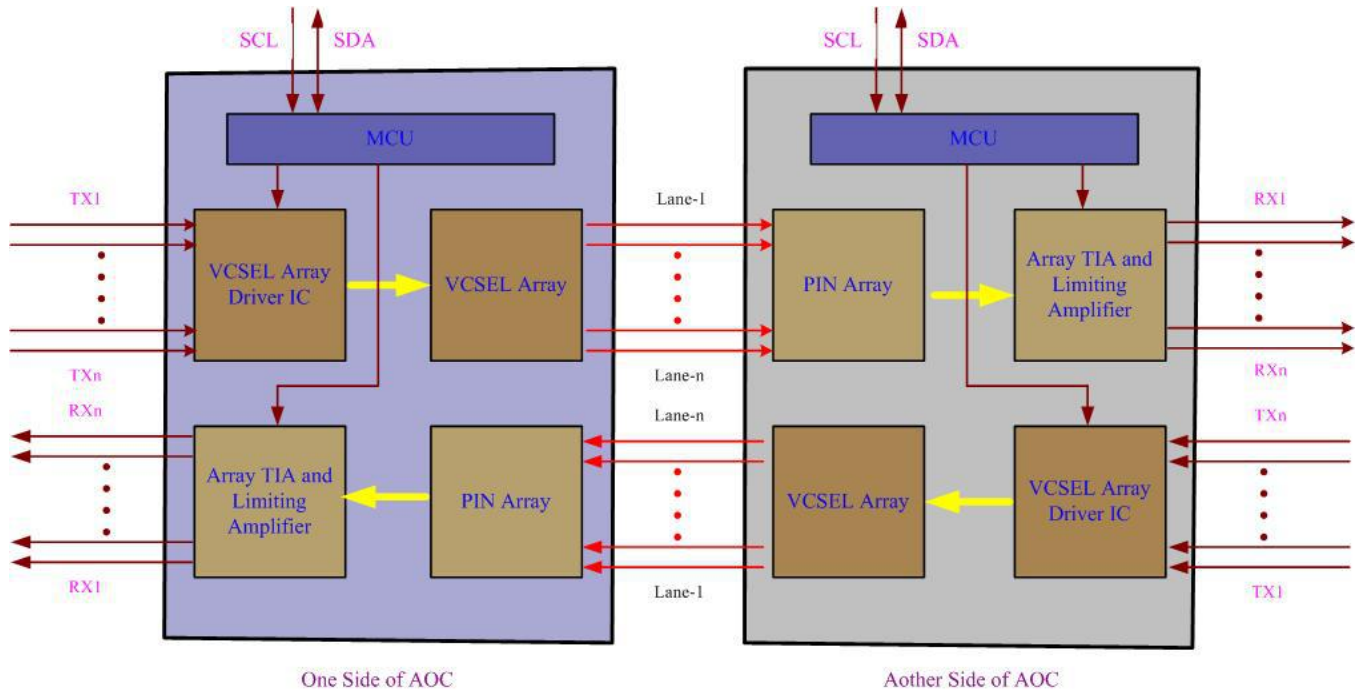 SCL
SDA
SCL
SDA
MCU
MCU
TX1
Lane-1
RX1
VCSEL Array
Driver IC
VCSEL Array
PIN Array
Array TIA and
Limiting
Amplifier
TXn
Lane-n
RXn
RXn
Lane-n
TXn
Array TIA and
Limiting
Amplifier
PIN Array
VCSEL Array
VCSEL Array
Driver IC
RX1
Lane-1
TX1
One Side of AOC
Aother Side of AOC